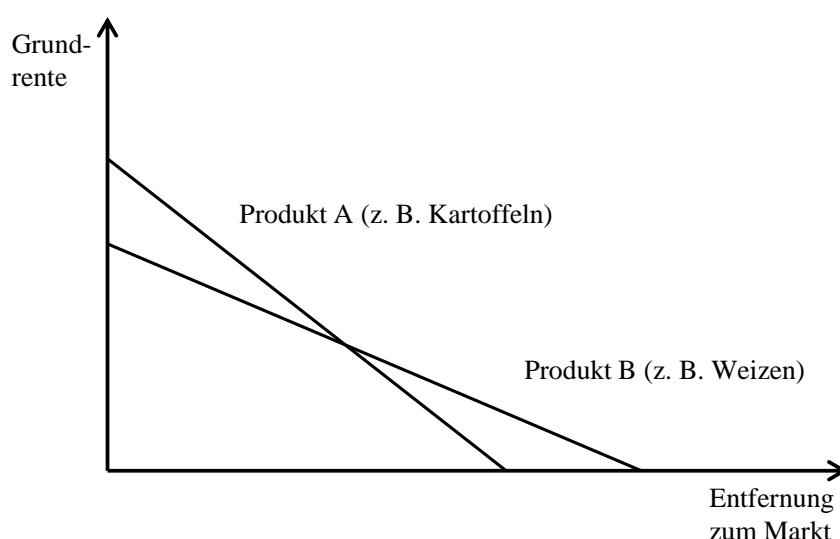 Grund-
rente
Produkt A (z. B. Kartoffeln)
Produkt B (z. B. Weizen)
Entfernung
zum Markt